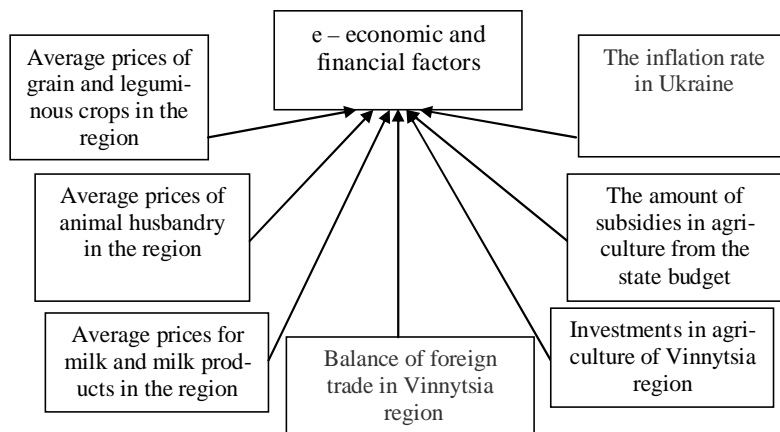 e – economic and
financial factors
Average prices of
grain and legumi-
nous crops in the
region
The inflation rate
in Ukraine
Average prices of
animal husbandry
in the region
The amount of
subsidies in agri-
culture from the
state budget
Average prices for
milk and milk prod-
ucts in the region
Balance of foreign
trade in Vinnytsia
region
Investments in agri-
culture of Vinnytsia
region